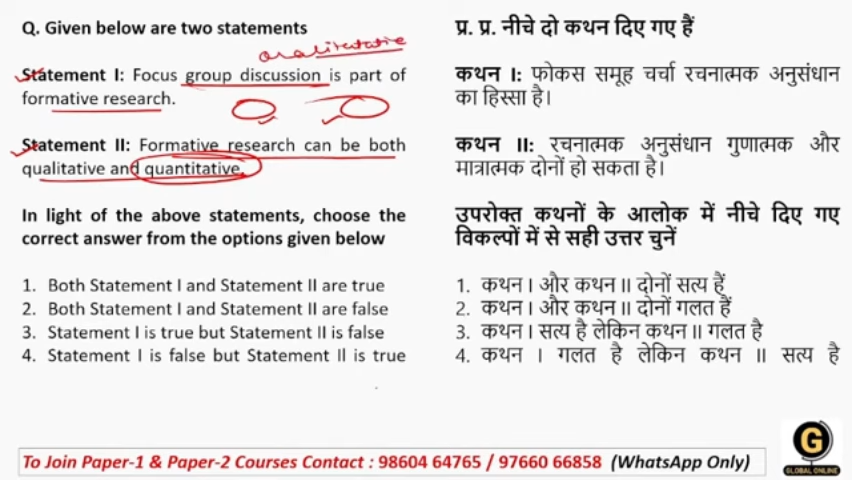 Q. Given below are two statements
Statement I: Focus group discussion is part of
formative research.
Statement II: Formative research can be both
qualitative and quantitative.
In light of the above statements, choose the
correct answer from the options given below
1. Both Statement I and Statement II are true
2. Both Statement I and Statement II are false
3. Statement I is true but Statement II is false
4. Statement I is false but Statement II is true
प्र. प्र. नीचे दो कथन दिए गए हैं
कथन I: फोकस समूह चर्चा रचनात्मक अनुसंधान
का हिस्सा है।
कथन II: रचनात्मक अनुसंधान गुणात्मक और
मात्रात्मक दोनों हो सकता है।
उपरोक्त कथनों के आलोक में नीचे दिए गए
विकल्पों में से सही उत्तर चुनें
1. कथन I और कथन II दोनों सत्य हैं
2. कथन I और कथन II दोनों गलत हैं
3. कथन I सत्य है लेकिन कथन II गलत है
4. कथन I गलत है लेकिन कथन II सत्य है
To Join Paper-1 & Paper-2 Courses Contact : 98604 64765 / 97660 66858 (WhatsApp Only)
G
GLOBAL ONLINE